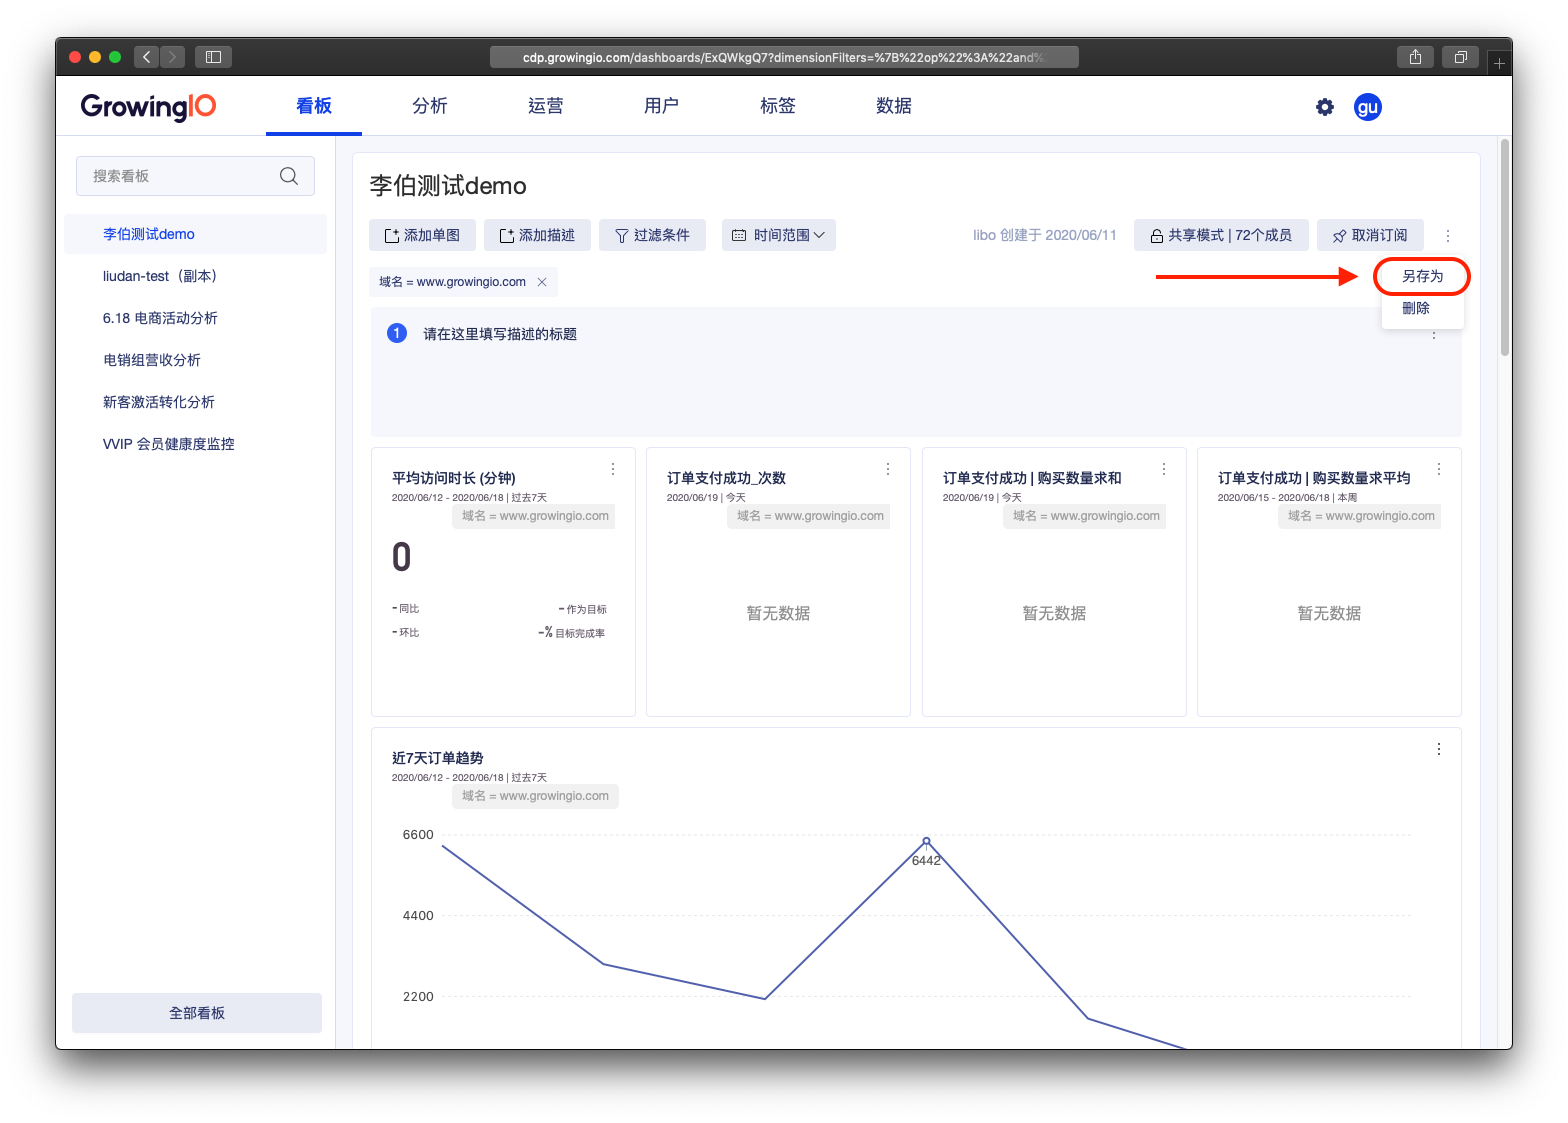 cdp.growingio.com/dashboards/ExQWkgQ7?dimensionFilters=%7B%22op%22%3A%22and%
GrowingIO
看板 分析 运营 用户 标签 数据
gu
搜索看板
李伯测试demo
liudan-test（副本）
6.18 电商活动分析
电销组营收分析
新客激活转化分析
VVIP 会员健康度监控
全部看板
李伯测试demo
添加单图 添加描述 过滤条件 时间范围
libo 创建于 2020/06/11 共享模式 | 72个成员 取消订阅
另存为
删除
域名 = www.growingio.com
1 请在这里填写描述的标题
平均访问时长 (分钟)
2020/06/12 - 2020/06/18 | 过去7天
域名 = www.growingio.com
0
- 同比 - 作为目标
- 环比 -% 目标完成率
订单支付成功_次数
2020/06/19 | 今天
域名 = www.growingio.com
暂无数据
订单支付成功 | 购买数量求和
2020/06/19 | 今天
域名 = www.growingio.com
暂无数据
订单支付成功 | 购买数量求平均
2020/06/15 - 2020/06/18 | 本周
域名 = www.growingio.com
暂无数据
近7天订单趋势
2020/06/12 - 2020/06/18 | 过去7天
域名 = www.growingio.com
6600
6442
4400
2200